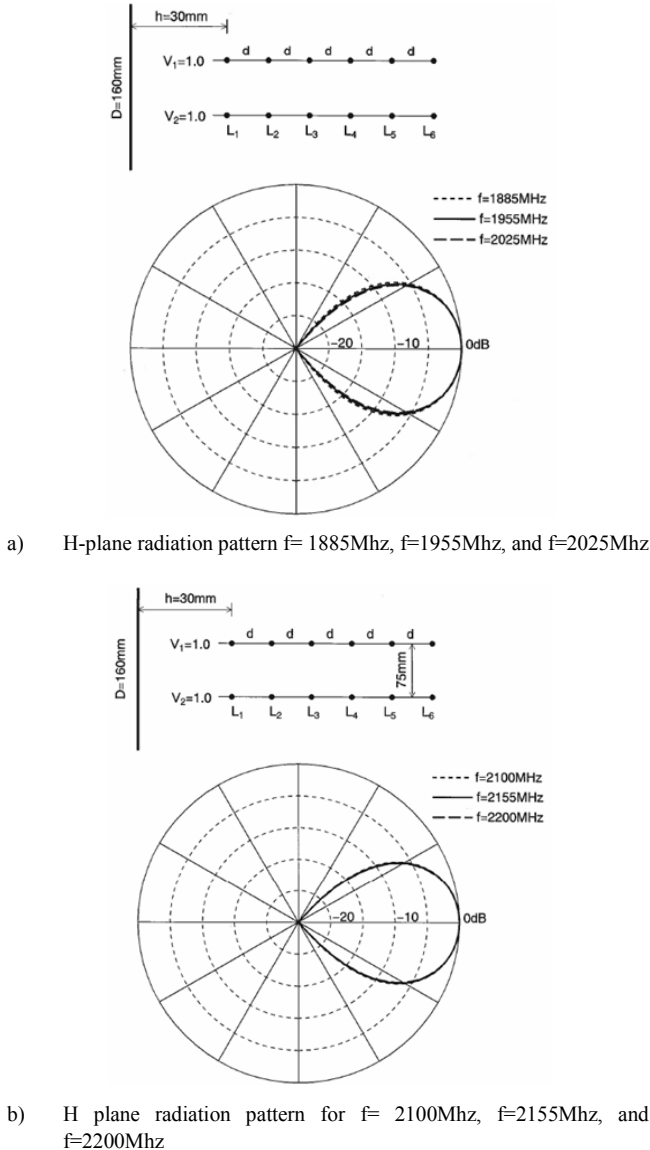 h=30mm
d d d d d
V₁=1.0
D=160mm
V₂=1.0
L₁ L₂ L₃ L₄ L₅ L₆
f=1885MHz
f=1955MHz
f=2025MHz
-20 -10 0dB
a) H-plane radiation pattern f= 1885Mhz, f=1955Mhz, and f=2025Mhz
h=30mm
d d d d d
V₁=1.0
D=160mm
75mm
V₂=1.0
L₁ L₂ L₃ L₄ L₅ L₆
f=2100MHz
f=2155MHz
f=2200MHz
-20 -10 0dB
b) H plane radiation pattern for f= 2100Mhz, f=2155Mhz, and
f=2200Mhz